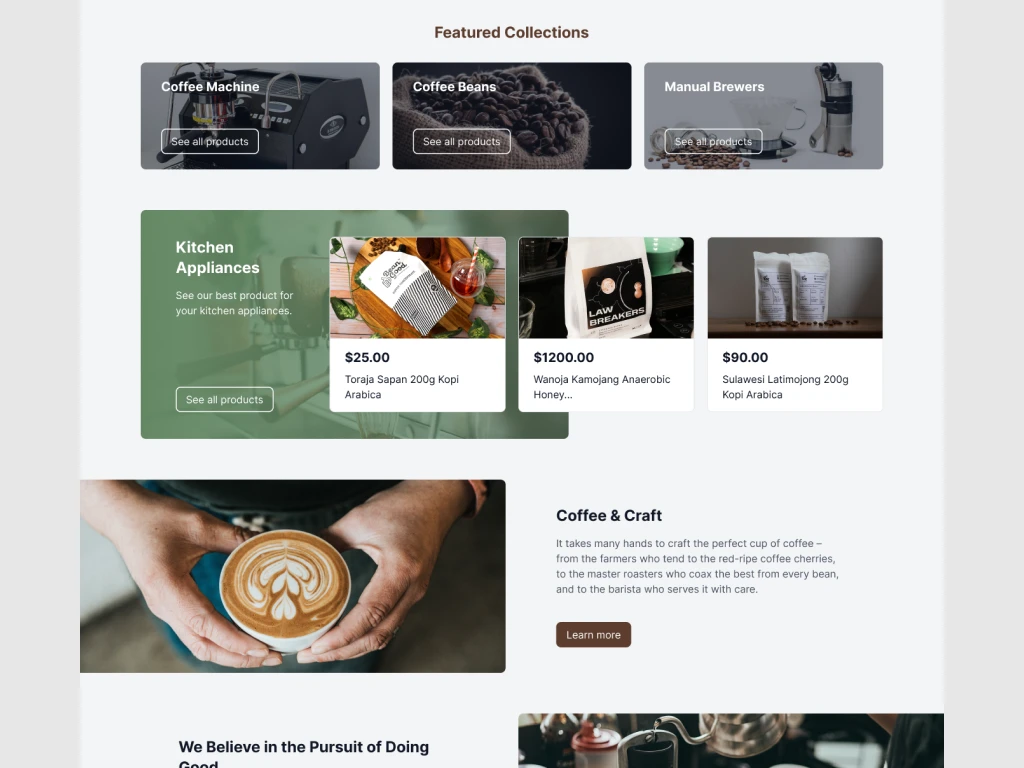 Featured Collections
Coffee Machine
See all products
Coffee Beans
See all products
Manual Brewers
See all products
Kitchen
Appliances
See our best product for
your kitchen appliances.
See all products
$25.00
Toraja Sapan 200g Kopi
Arabica
LAW
BREAKERS
$1200.00
Wanoja Kamojang Anaerobic
Honey...
$90.00
Sulawesi Latimojong 200g
Kopi Arabica
Coffee & Craft
It takes many hands to craft the perfect cup of coffee –
from the farmers who tend to the red-ripe coffee cherries,
to the master roasters who coax the best from every bean,
and to the barista who serves it with care.
Learn more
We Believe in the Pursuit of Doing
Good